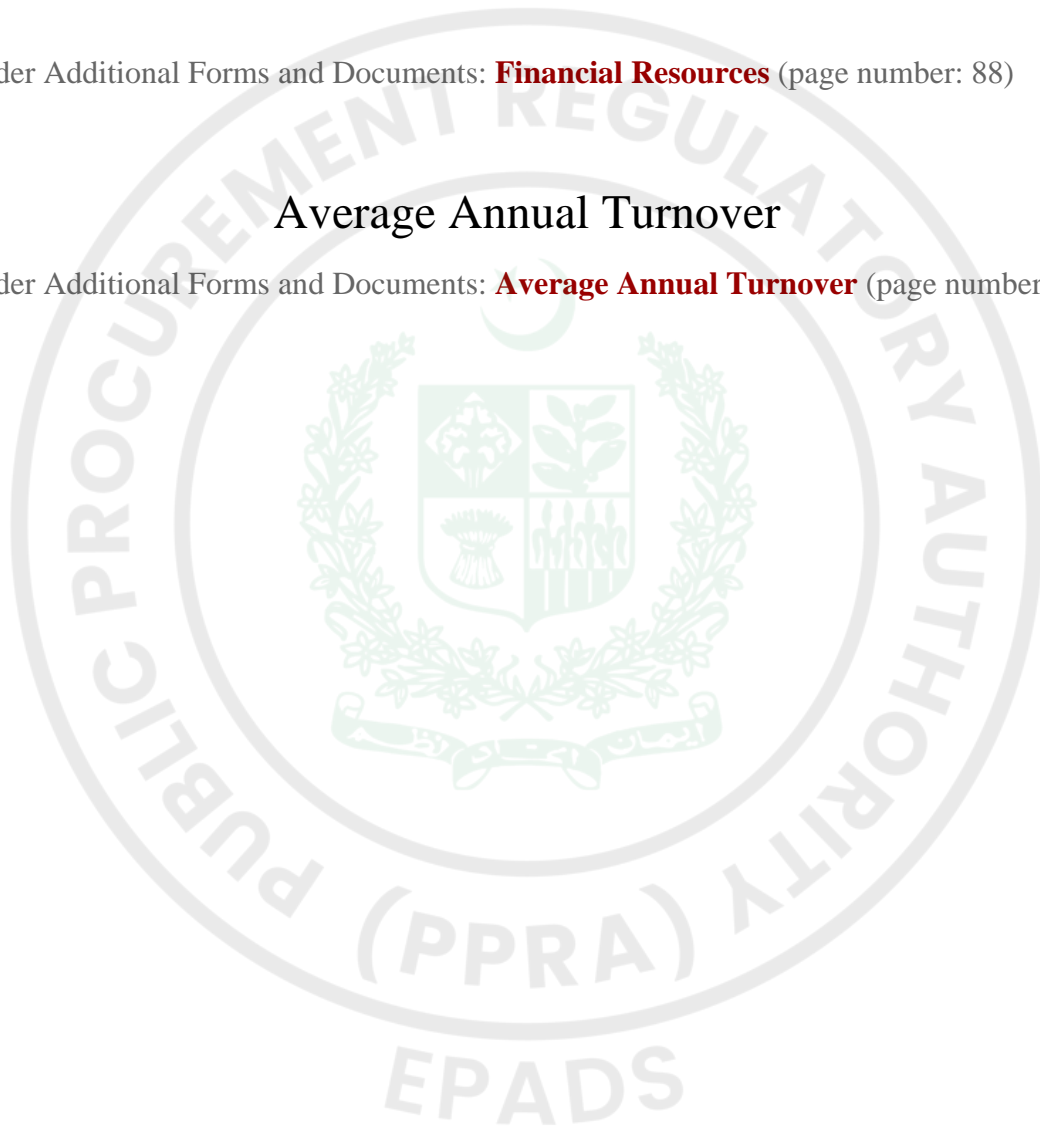 der Additional Forms and Documents: Financial Resources (page number: 88)
Average Annual Turnover
der Additional Forms and Documents: Average Annual Turnover (page number
PUBLIC PROCUREMENT REGULATORY AUTHORITY
(PPRA)
EPADS